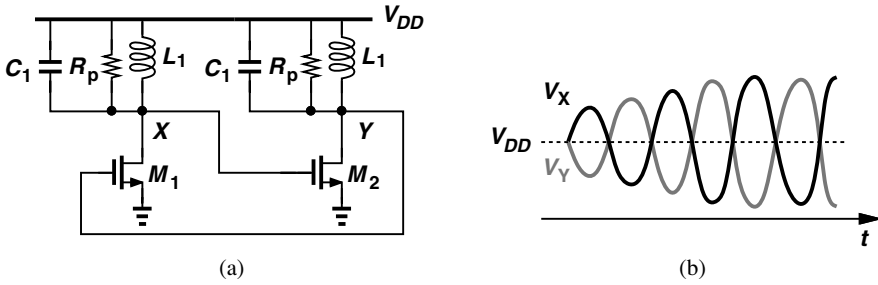 V_DD
C_1 R_p L_1 C_1 R_p L_1
X Y
M_1 M_2
(a)
V_X
V_DD
V_Y
t
(b)